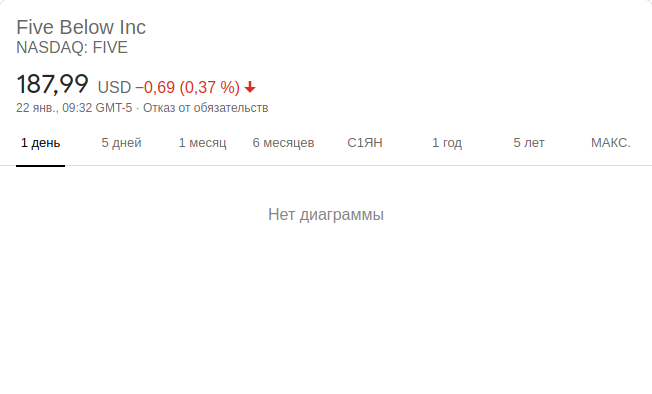 Five Below Inc
NASDAQ: FIVE
187,99 USD −0,69 (0,37 %)
22 янв., 09:32 GMT-5 · Отказ от обязательств
1 день 5 дней 1 месяц 6 месяцев С1ЯН 1 год 5 лет МАКС.
Нет диаграммы